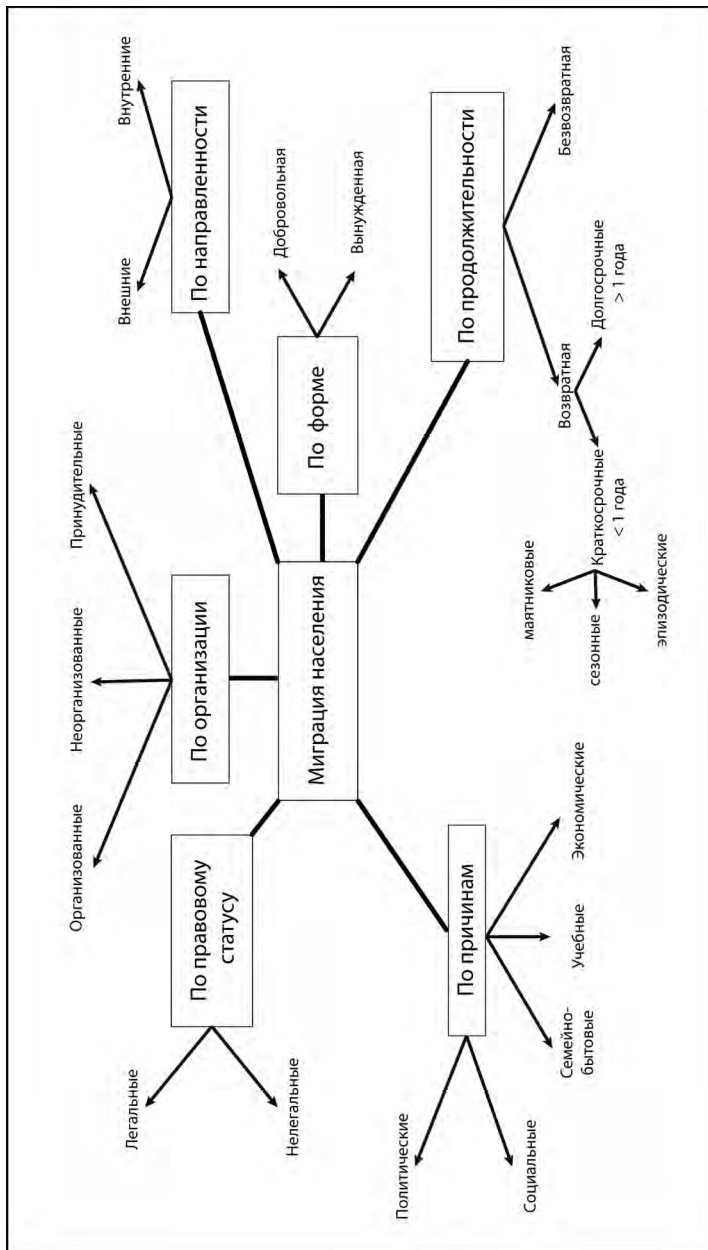 Организованные
Неорганизованные
Принудительные
Внешние
Внутренние
Легальные
Нелегальные
По правовому
статусу
По организации
По направленности
Миграция населения
По форме
Добровольная
Вынужденная
Политические
Социальные
По причинам
Семейно-
бытовые
Учебные
Экономические
По продолжительности
Возвратная
Безвозвратная
Краткосрочные
< 1 года
Долгосрочные
> 1 года
маятниковые
сезонные
эпизодические